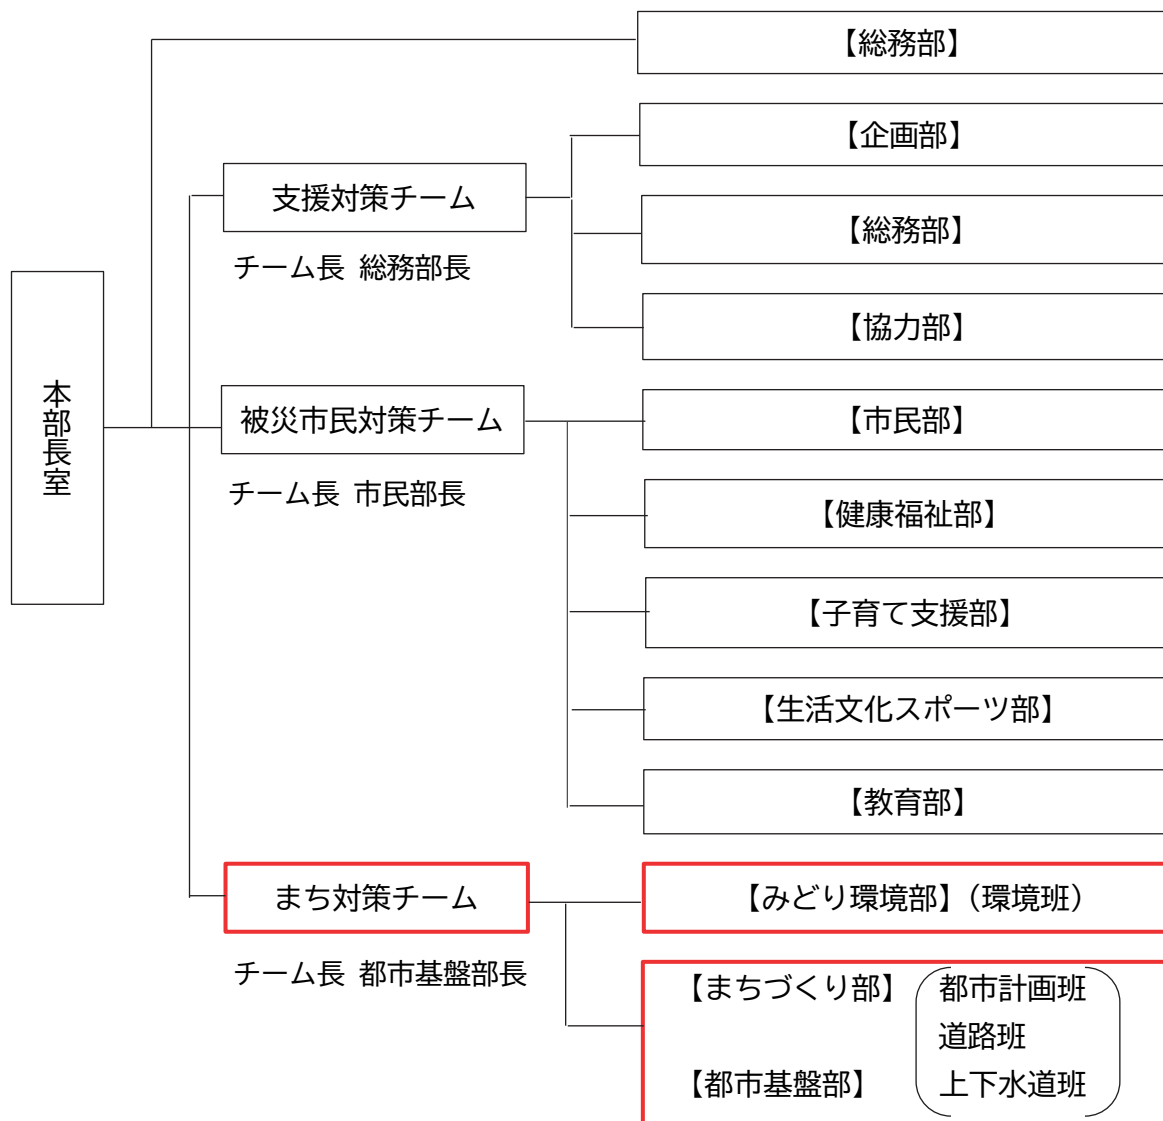 【総務部】
【企画部】
支援対策チーム
【総務部】
チーム長 総務部長
【協力部】
本部長室
被災市民対策チーム
【市民部】
チーム長 市民部長
【健康福祉部】
【子育て支援部】
【生活文化スポーツ部】
【教育部】
まち対策チーム
【みどり環境部】（環境班）
チーム長 都市基盤部長
【まちづくり部】 都市計画班
道路班
【都市基盤部】 上下水道班